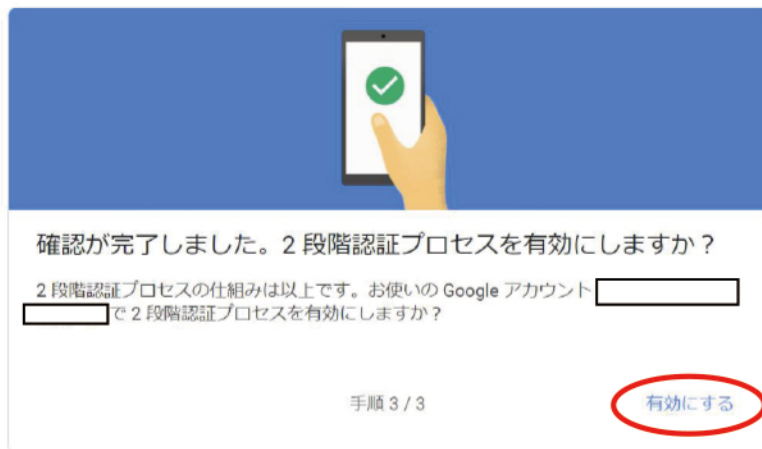 確認が完了しました。2 段階認証プロセスを有効にしますか？
2 段階認証プロセスの仕組みは以上です。お使いの Google アカウント
で 2 段階認証プロセスを有効にしますか？
手順 3 / 3
有効にする